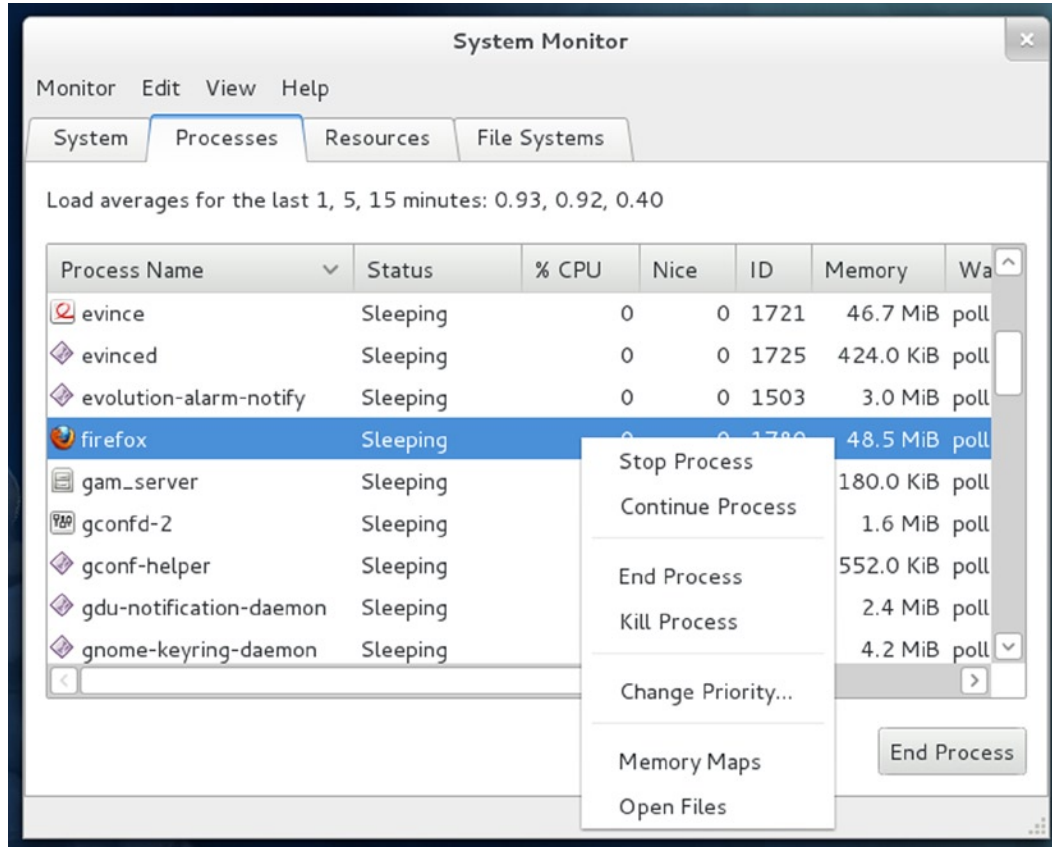 System Monitor
Monitor Edit View Help
System Processes Resources File Systems
Load averages for the last 1, 5, 15 minutes: 0.93, 0.92, 0.40
Process Name Status % CPU Nice ID Memory Wa
evince Sleeping 0 0 1721 46.7 MiB poll
evinced Sleeping 0 0 1725 424.0 KiB poll
evolution-alarm-notify Sleeping 0 0 1503 3.0 MiB poll
firefox Sleeping 0 0 48.5 MiB poll
Stop Process
gam_server Sleeping 180.0 KiB poll
Continue Process
gconfd-2 Sleeping 1.6 MiB poll
gconf-helper Sleeping 552.0 KiB poll
End Process
gdu-notification-daemon Sleeping 2.4 MiB poll
Kill Process
gnome-keyring-daemon Sleeping 4.2 MiB poll
Change Priority...
Memory Maps
Open Files
End Process